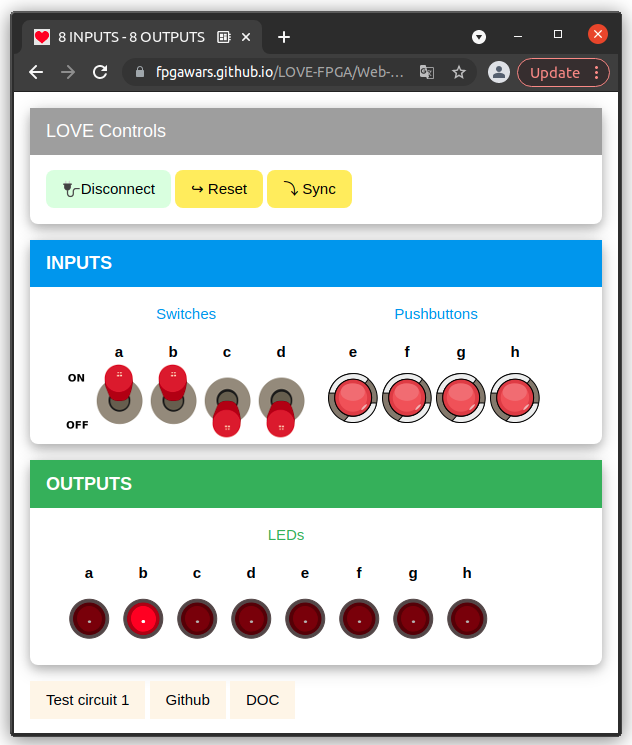 8 INPUTS - 8 OUTPUTS
fpgawars.github.io/LOVE-FPGA/Web-...
Update
LOVE Controls
Disconnect
↪ Reset
⤵ Sync
INPUTS
Switches
Pushbuttons
a b c d e f g h
ON
OFF
OUTPUTS
LEDs
a b c d e f g h
Test circuit 1
Github
DOC